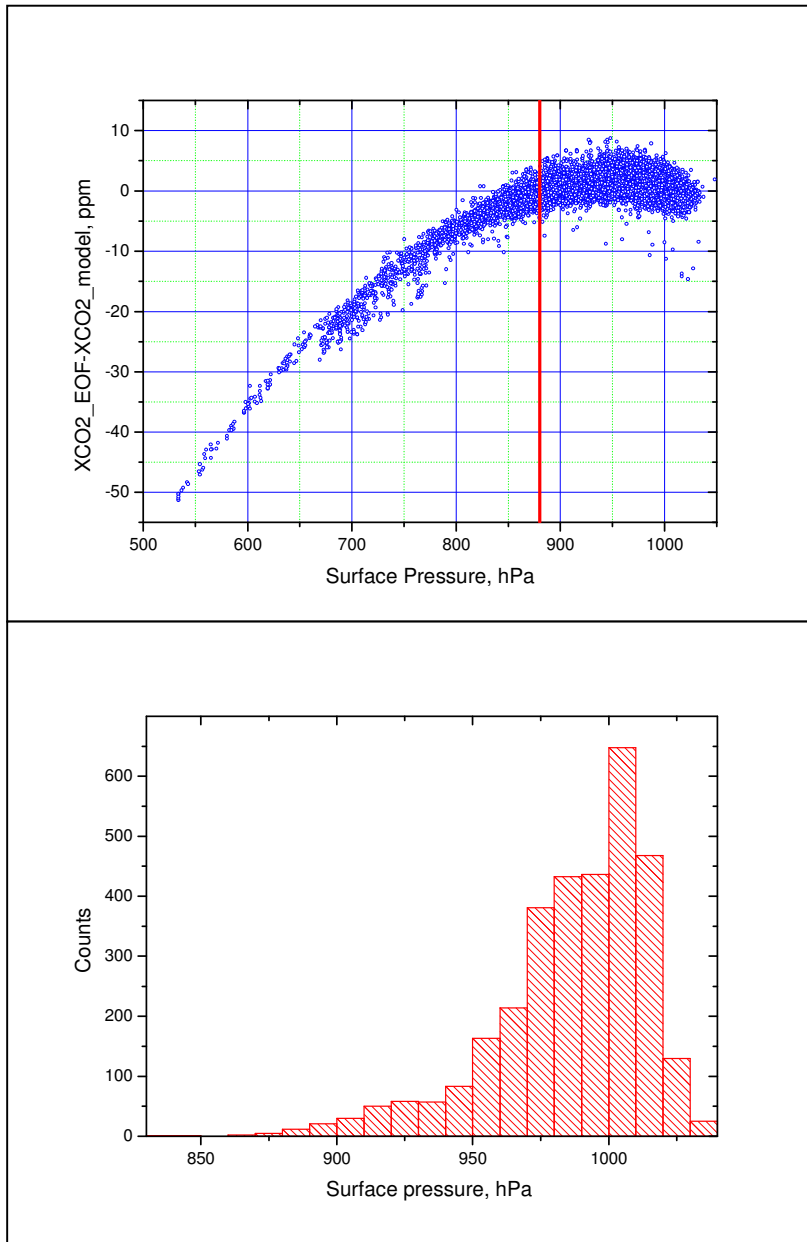 10
0
-10
-20
-30
-40
-50
XCO2_EOF-XCO2_model, ppm
500 600 700 800 900 1000
Surface Pressure, hPa
600
500
400
300
200
100
0
Counts
850 900 950 1000
Surface pressure, hPa